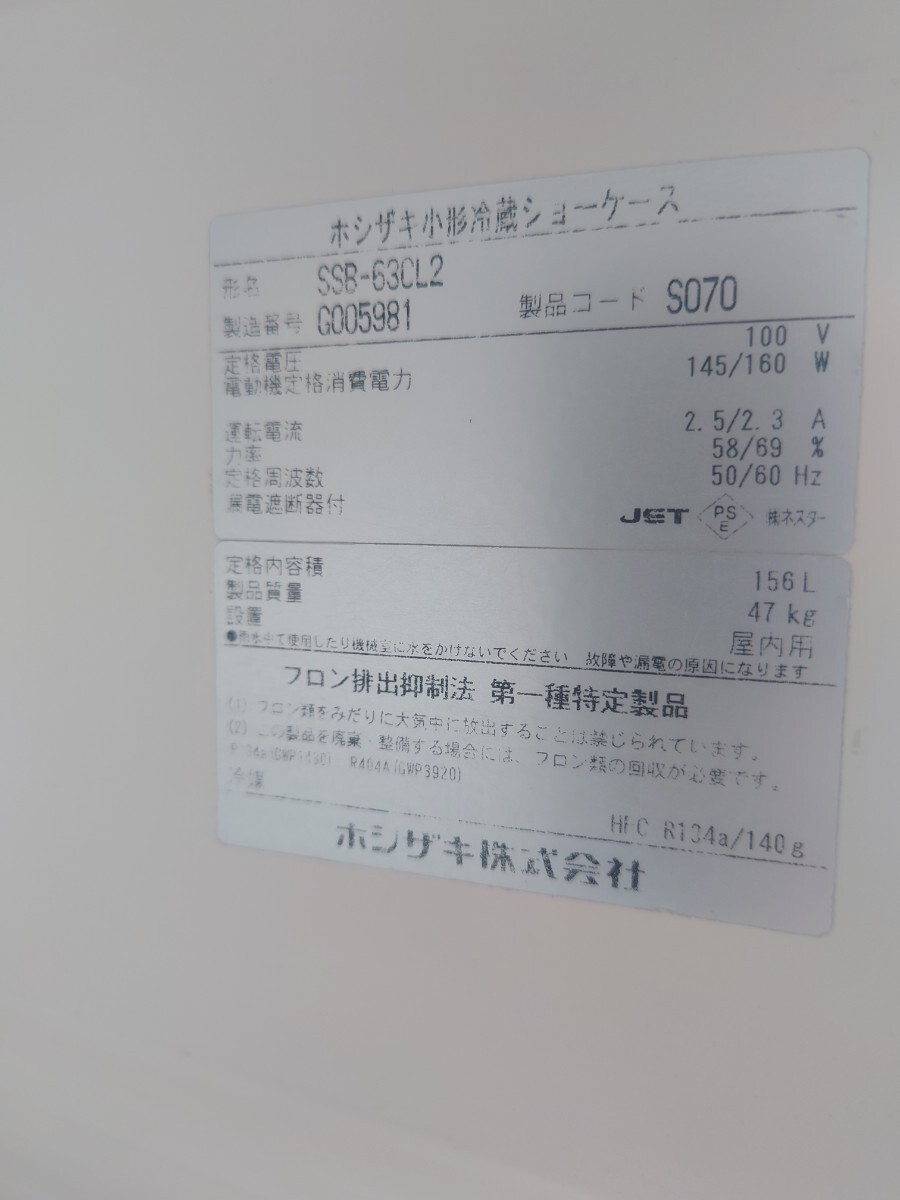 ホシザキ小形冷蔵ショーケース
形名 SSB-63CL2
製造番号 G005981 製品コード S070
定格電圧 100 V
電動機定格消費電力 145/160 W
運転電流 2.5/2.3 A
力率 58/69 %
定格周波数 50/60 Hz
漏電遮断器付 JET PS E ㈱ネスター
定格内容積 156 L
製品質量 47 kg
設置 屋内用
●雨水中で使用したり機械室に水をかけないでください 故障や漏電の原因になります
フロン排出抑制法 第一種特定製品
(1) フロン類をみだりに大気中に放出することは禁じられています。
(2) この製品を廃棄・整備する場合には、フロン類の回収が必要です。
R134a(GWP1430) R404A(GWP3920)
冷媒 HFC R134a/140g
ホシザキ株式会社